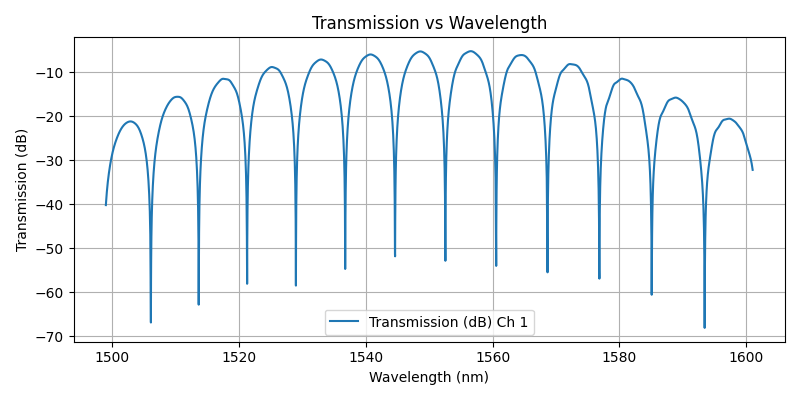 Transmission vs Wavelength
Transmission (dB)
−10
−20
−30
−40
−50
−60
−70
Transmission (dB) Ch 1
1500 1520 1540 1560 1580 1600
Wavelength (nm)